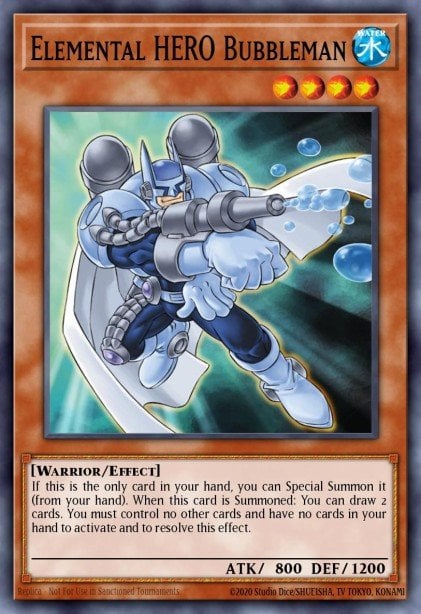 Elemental HERO Bubbleman
WATER
水
[Warrior/Effect]
If this is the only card in your hand, you can Special Summon it
(from your hand). When this card is Summoned: You can draw 2
cards. You must control no other cards and have no cards in your
hand to activate and to resolve this effect.
ATK/ 800 DEF/1200
Replica - Not For Use in Sanctioned Tournaments.
©2020 Studio Dice/SHUEISHA, TV TOKYO, KONAMI